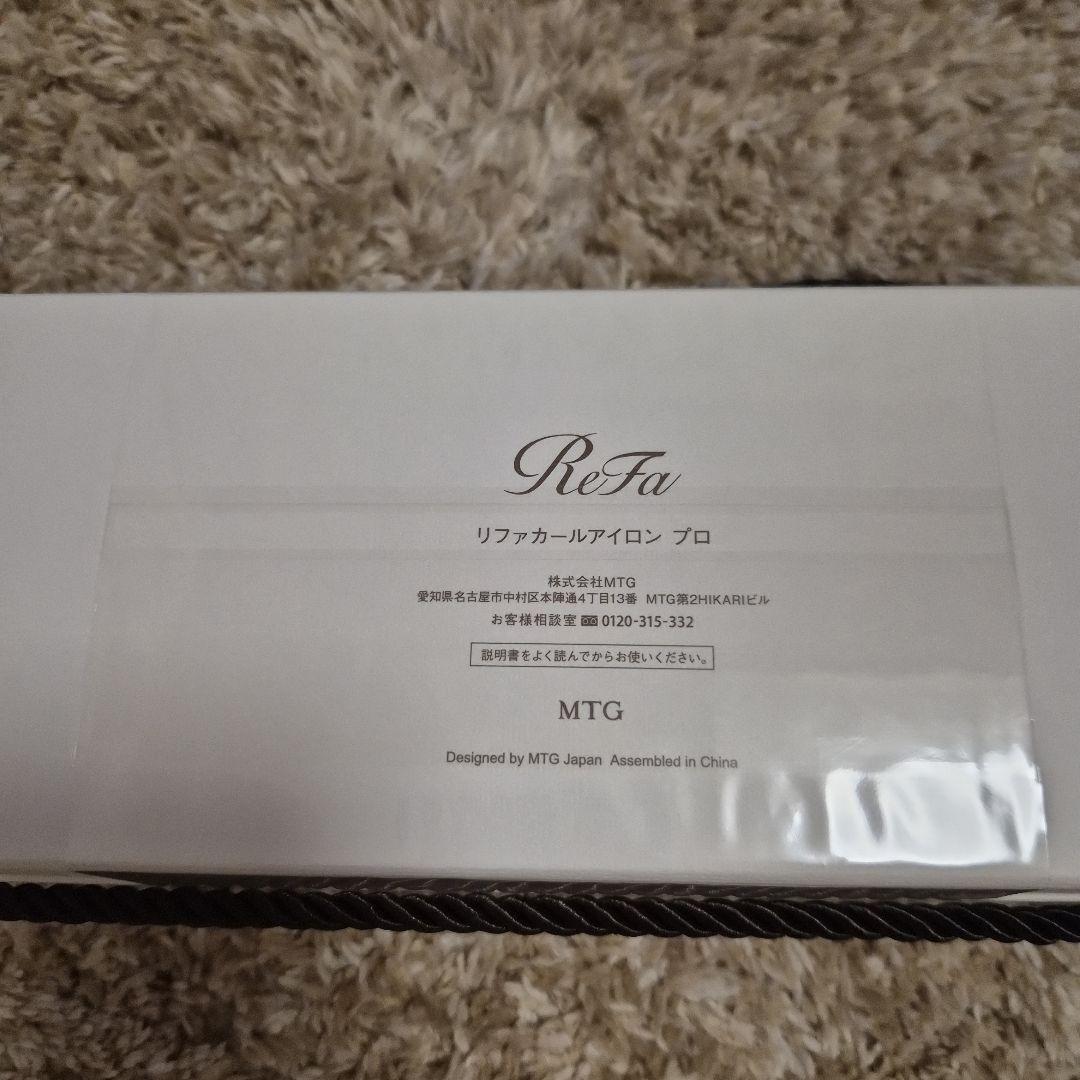 ReFa
リファカールアイロン プロ
株式会社MTG
愛知県名古屋市中村区本陣通4丁目13番 MTG第2HIKARIビル
お客様相談室 0120-315-332
説明書をよく読んでからお使いください。
MTG
Designed by MTG Japan Assembled in China